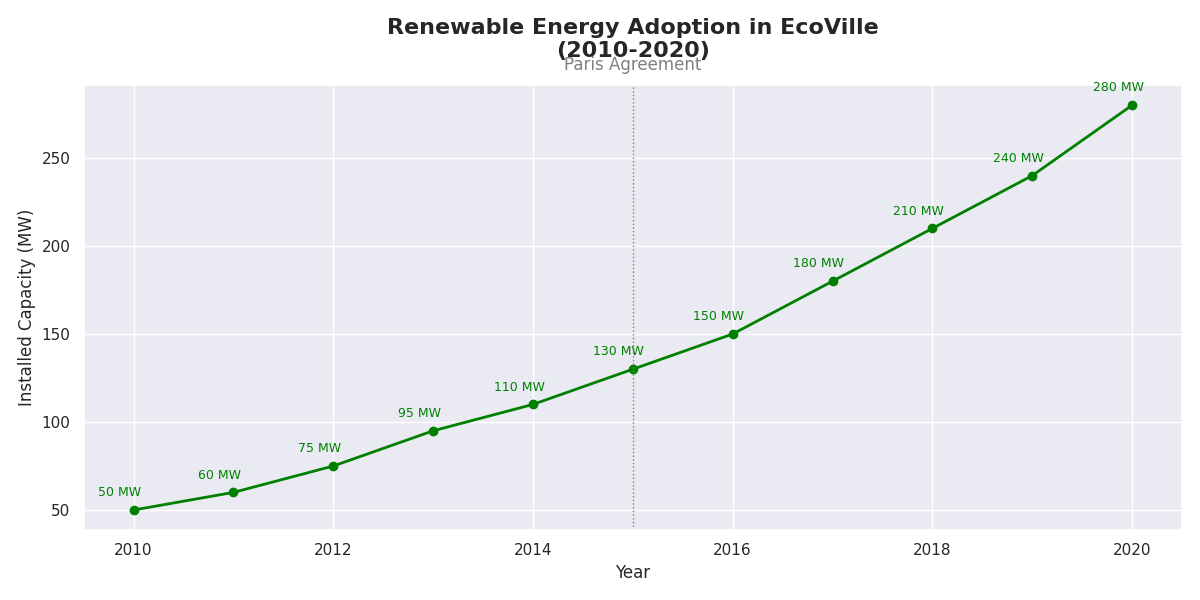 Renewable Energy Adoption in EcoVille
(2010-2020)
Paris Agreement
280 MW
240 MW
210 MW
180 MW
150 MW
130 MW
110 MW
95 MW
75 MW
60 MW
50 MW
250
200
150
100
50
Installed Capacity (MW)
2010
2012
2014
2016
2018
2020
Year